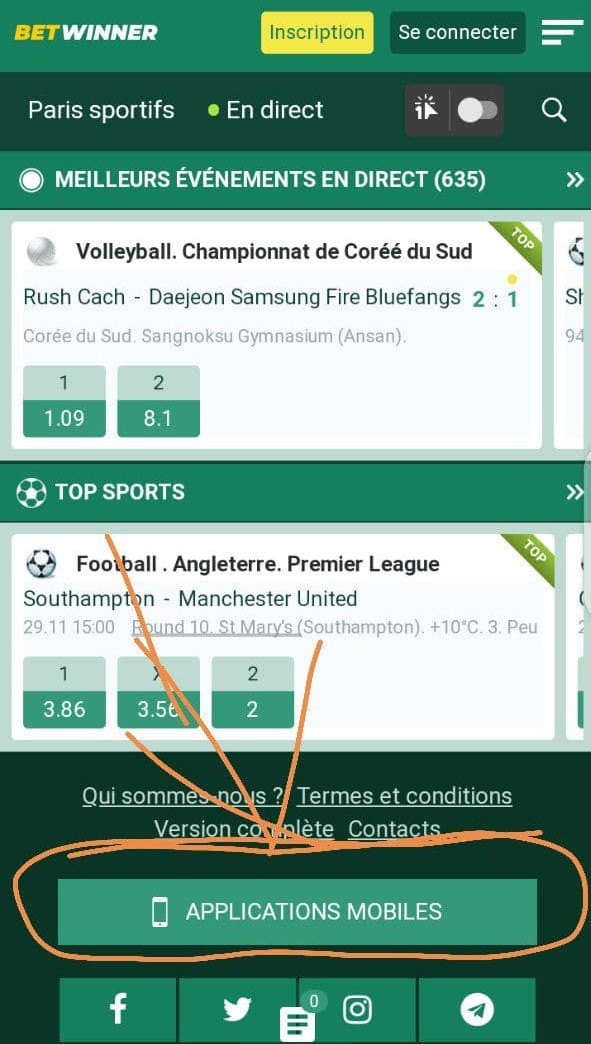 BETWINNER Inscription Se connecter
Paris sportifs En direct
MEILLEURS ÉVÉNEMENTS EN DIRECT (635)
Volleyball. Championnat de Coréé du Sud TOP
Rush Cach - Daejeon Samsung Fire Bluefangs 2 : 1 Sh
Corée du Sud. Sangnoksu Gymnasium (Ansan). 94
1 2
1.09 8.1
TOP SPORTS
Football . Angleterre. Premier League TOP
Southampton - Manchester United
29.11 15:00 Round 10. St Mary's (Southampton). +10°C. 3. Peu
1 X 2
3.86 3.56 2
Qui sommes-nous ? Termes et conditions
Version complète Contacts
APPLICATIONS MOBILES
0